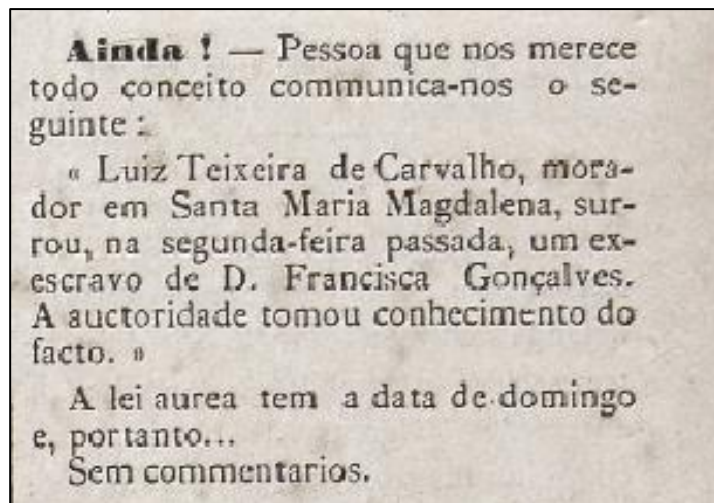 Ainda ! — Pessoa que nos merece
todo conceito communica-nos o se-
guinte :
« Luiz Teixeira de Carvalho, mora-
dor em Santa Maria Magdalena, sur-
rou, na segunda-feira passada, um ex-
escravo de D. Francisca Gonçalves.
A auctoridade tomou conhecimento do
facto. »
A lei aurea tem a data de domingo
e, portanto...
Sem commentarios.